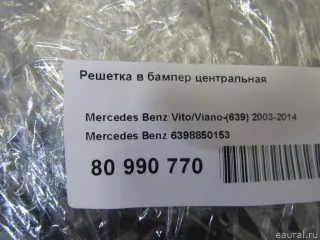 Решетка в бампер центральная
Mercedes Benz Vito/Viano-(639) 2003-2014
Mercedes Benz 6398850153
80 990 770
eaural.ru